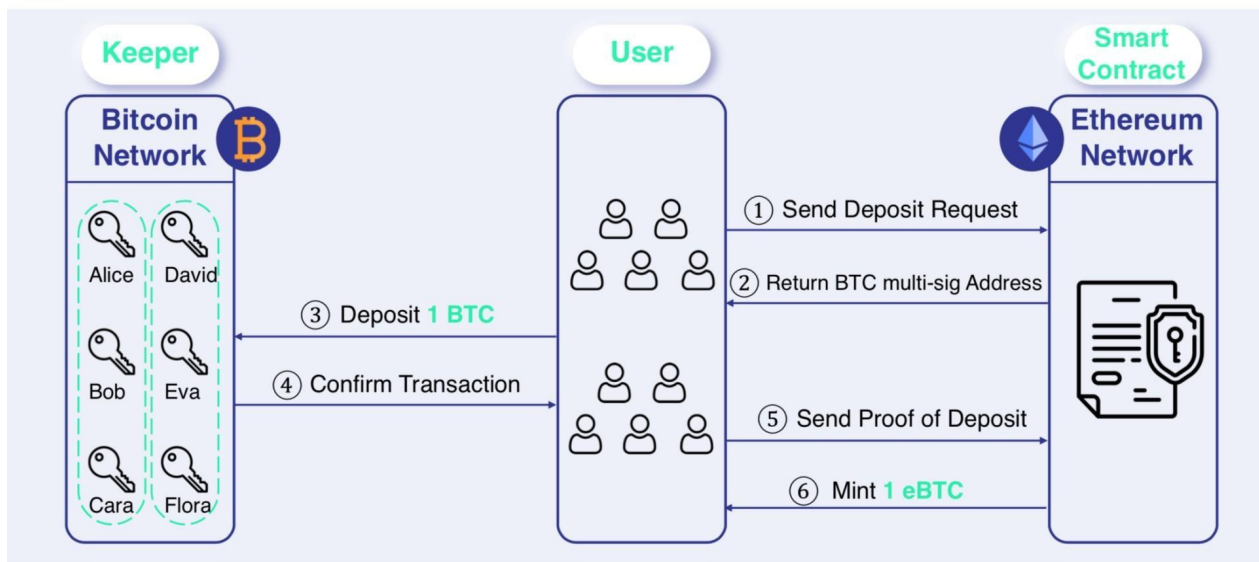 Keeper
User
Smart
Contract
Bitcoin
Network
Ethereum
Network
① Send Deposit Request
Alice
David
② Return BTC multi-sig Address
③ Deposit 1 BTC
④ Confirm Transaction
Bob
Eva
⑤ Send Proof of Deposit
⑥ Mint 1 eBTC
Cara
Flora